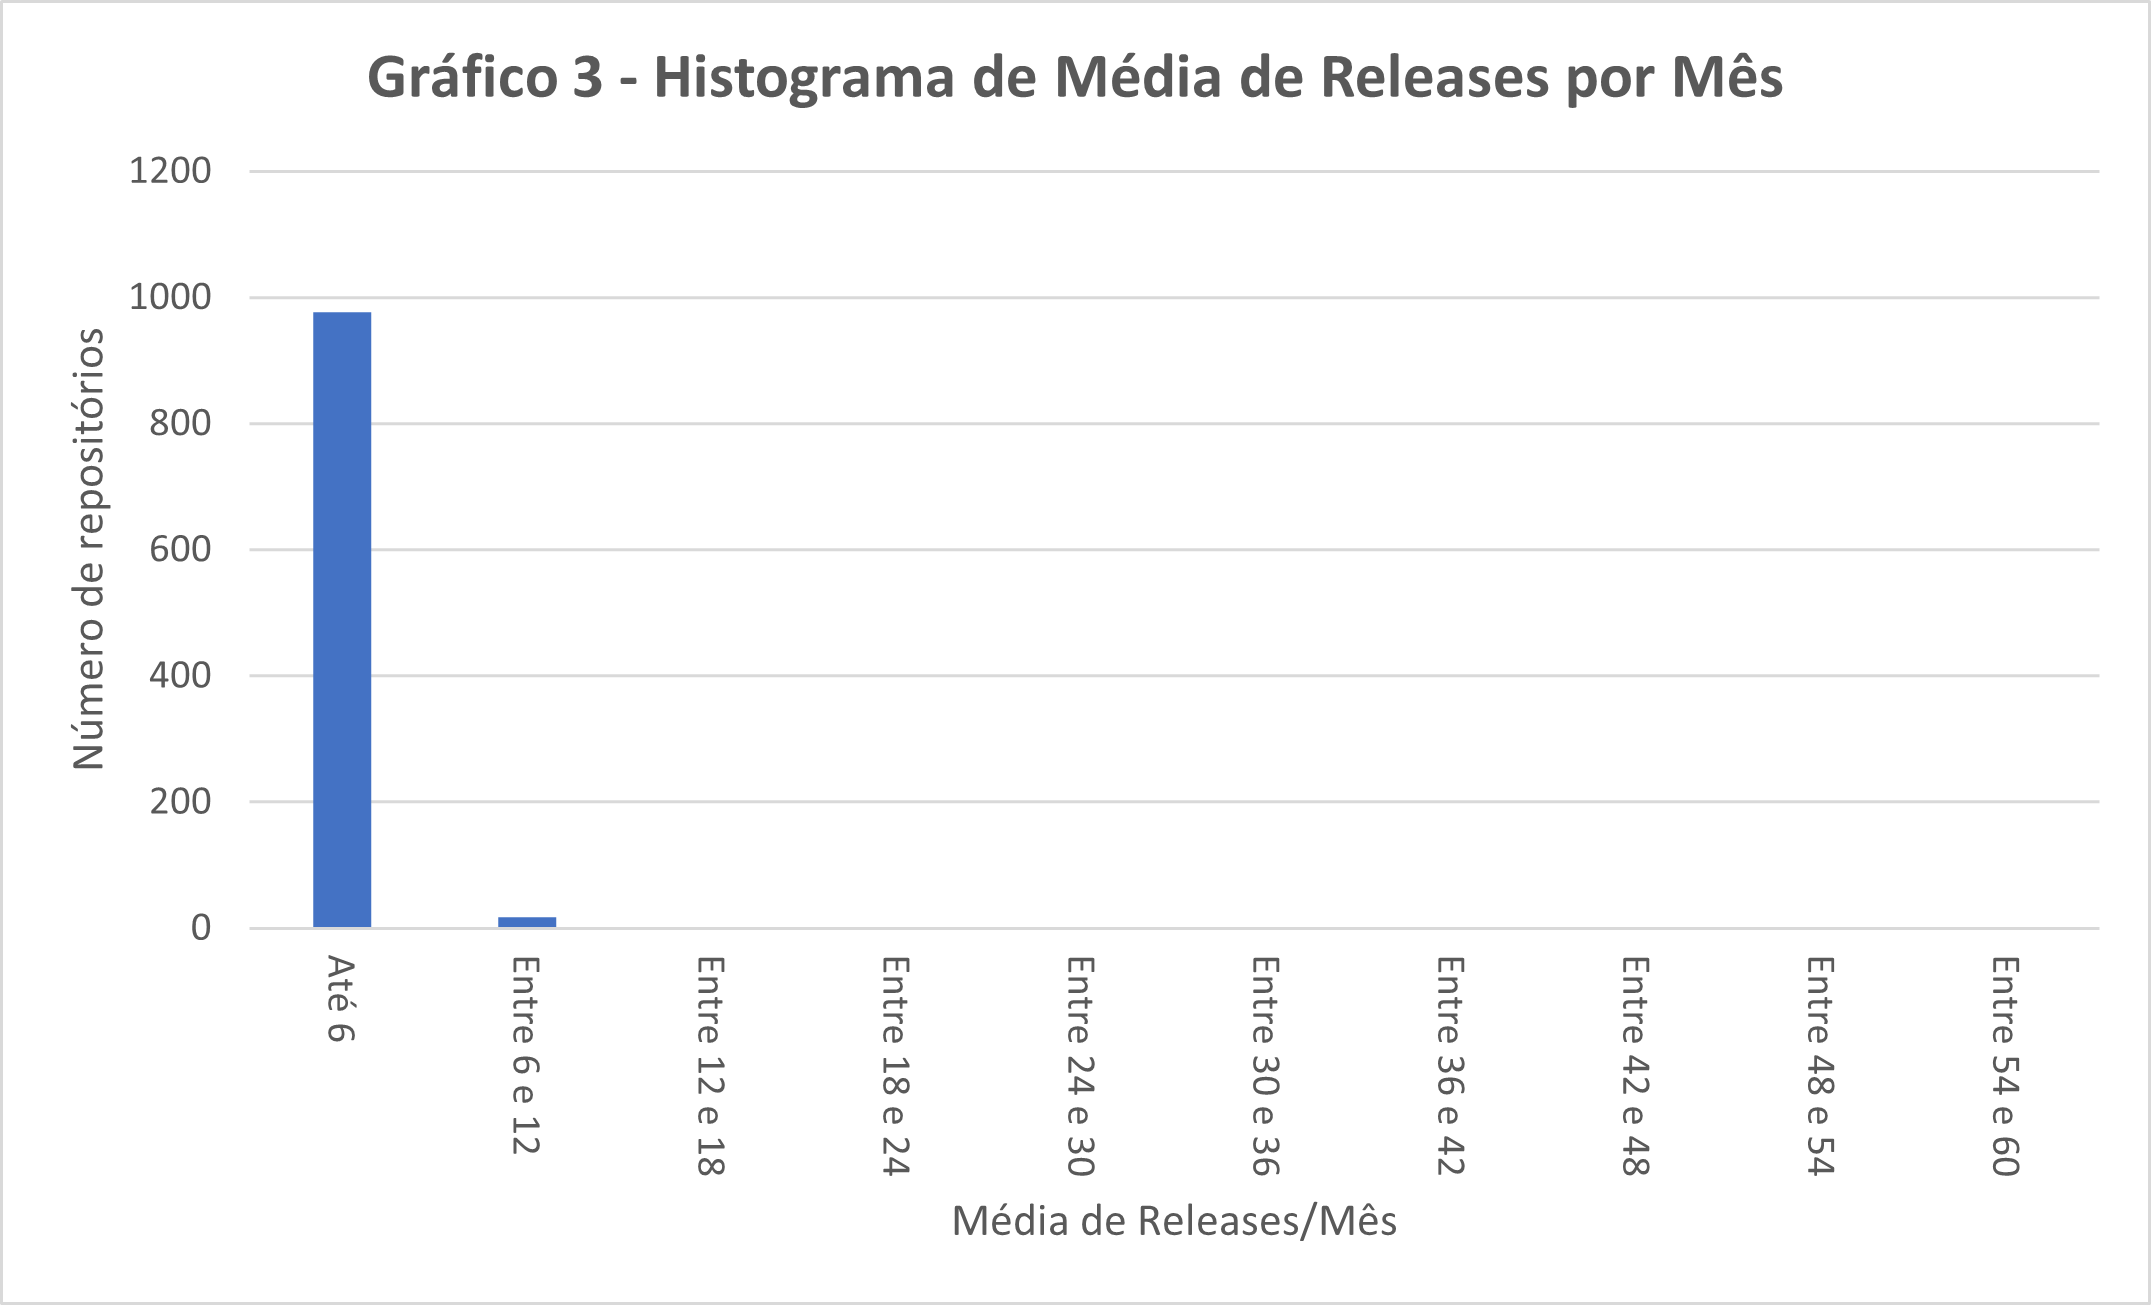 Gráfico 3 - Histograma de Média de Releases por Mês
1200
1000
800
600
400
200
0
Número de repositórios
Até 6
Entre 6 e 12
Entre 12 e 18
Entre 18 e 24
Entre 24 e 30
Entre 30 e 36
Entre 36 e 42
Entre 42 e 48
Entre 48 e 54
Entre 54 e 60
Média de Releases/Mês